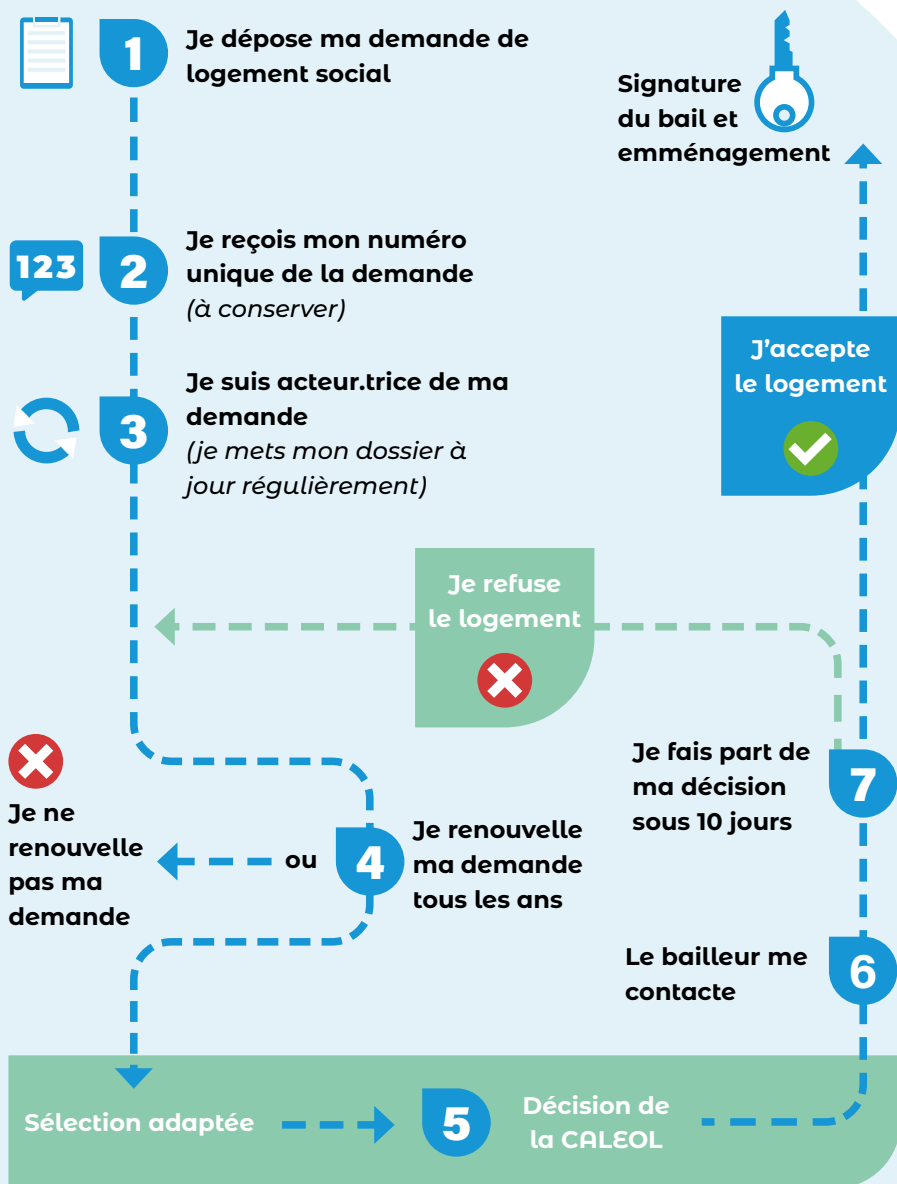 1
Je dépose ma demande de
logement social
123
2
Je reçois mon numéro
unique de la demande
(à conserver)
3
Je suis acteur.trice de ma
demande
(je mets mon dossier à
jour régulièrement)
4
Je renouvelle
ma demande
tous les ans
ou
Je ne
renouvelle
pas ma
demande
Sélection adaptée
5
Décision de
la CALEOL
6
Le bailleur me
contacte
7
Je fais part de
ma décision
sous 10 jours
Je refuse
le logement
J'accepte
le logement
Signature
du bail et
emménagement